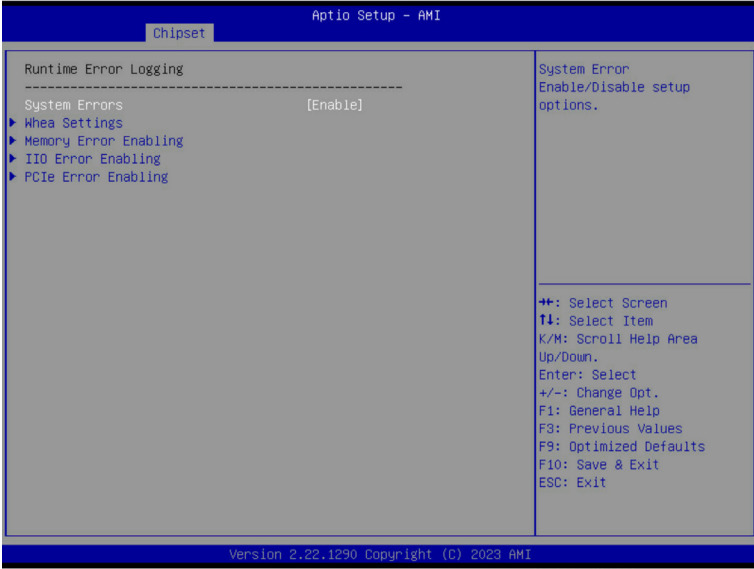 Aptio Setup – AMI
Chipset
Runtime Error Logging
--------------------------------------------------
System Errors [Enable]
Whea Settings
Memory Error Enabling
IIO Error Enabling
PCIe Error Enabling
System Error
Enable/Disable setup
options.
→←: Select Screen
↑↓: Select Item
K/M: Scroll Help Area
Up/Down.
Enter: Select
+/-: Change Opt.
F1: General Help
F3: Previous Values
F9: Optimized Defaults
F10: Save & Exit
ESC: Exit
Version 2.22.1290 Copyright (C) 2023 AMI